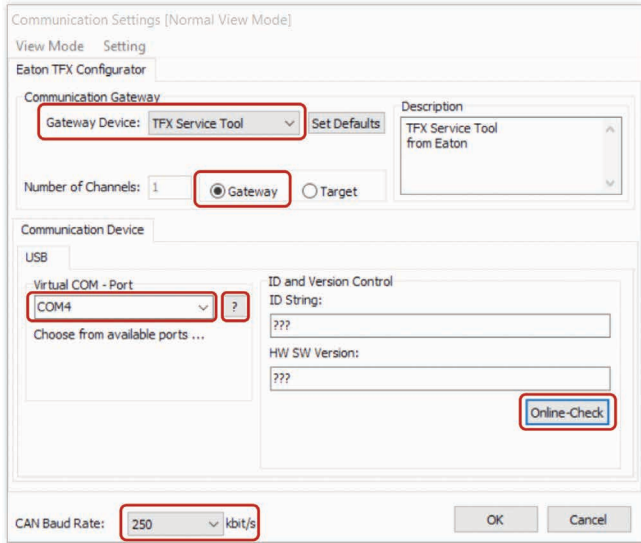 Communication Settings [Normal View Mode]
View Mode Setting
Eaton TFX Configurator
Communication Gateway
Gateway Device: TFX Service Tool Set Defaults
Description
TFX Service Tool
from Eaton
Number of Channels: 1 Gateway Target
Communication Device
USB
Virtual COM - Port
COM4 ?
Choose from available ports ...
ID and Version Control
ID String:
???
HW SW Version:
???
Online-Check
CAN Baud Rate: 250 kbit/s OK Cancel